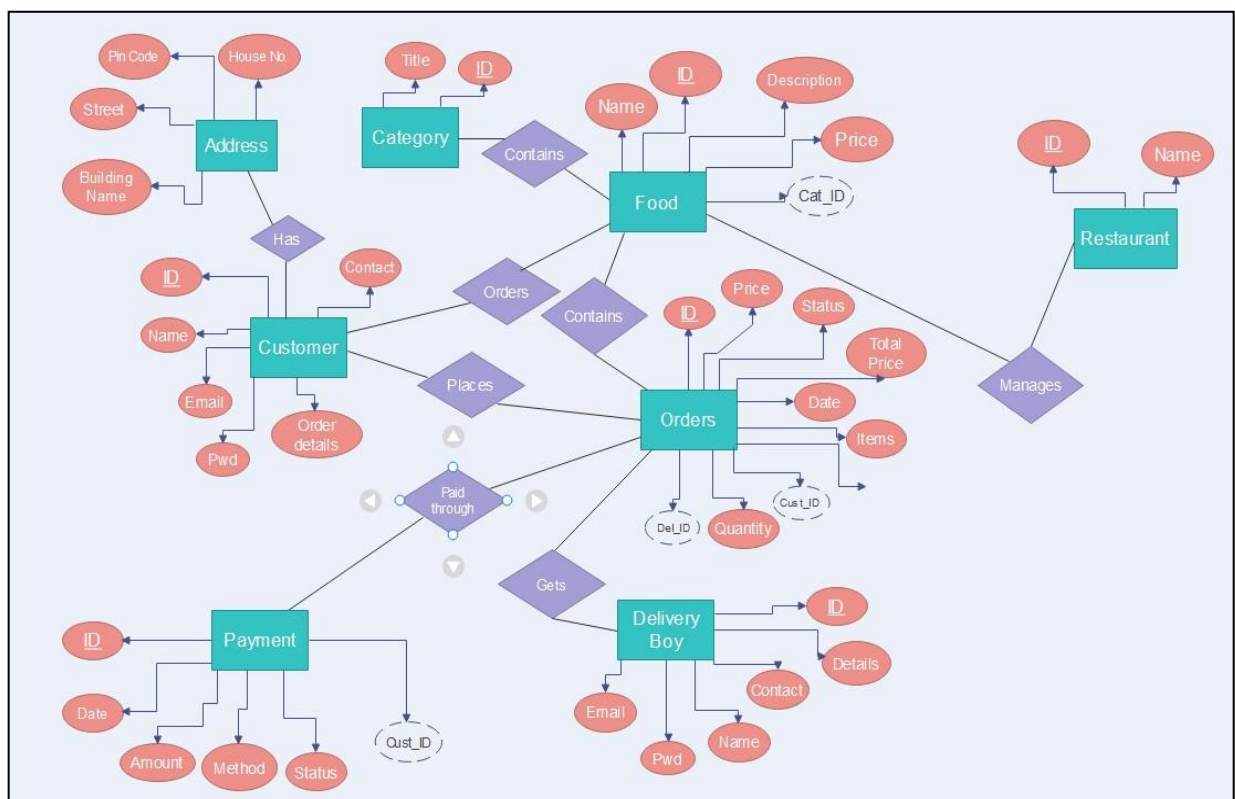 Pin Code
House No.
Street
Address
Building
Name
Title
ID
Category
Contains
Name
ID
Description
Price
Cat_ID
Food
ID
Name
Restaurant
Has
ID
Contact
Name
Customer
Email
Pwd
Order
details
Orders
Contains
Places
ID
Price
Status
Total
Price
Date
Items
Orders
Del_ID
Quantity
Cust_ID
Manages
Paid
through
Gets
ID
Payment
Date
Amount
Method
Status
Cust_ID
Delivery
Boy
ID
Details
Contact
Email
Pwd
Name